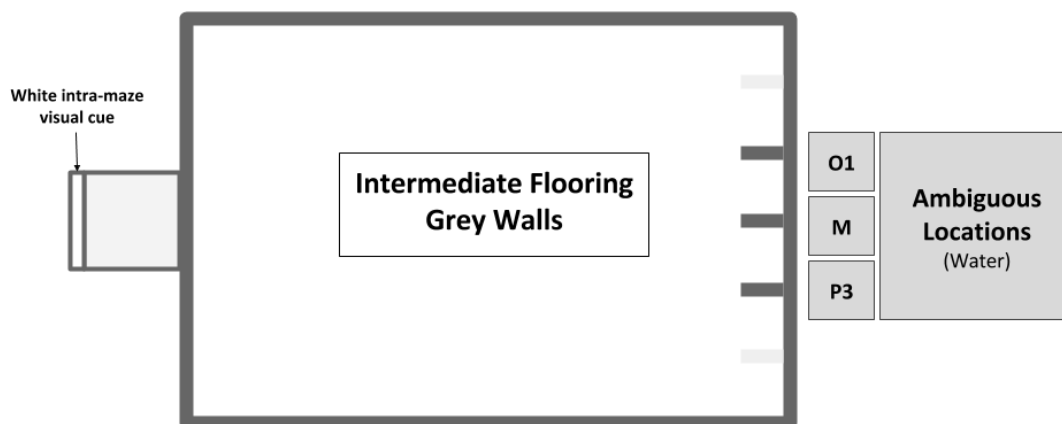 White intra-maze
visual cue
Intermediate Flooring
Grey Walls
O1
M
P3
Ambiguous
Locations
(Water)